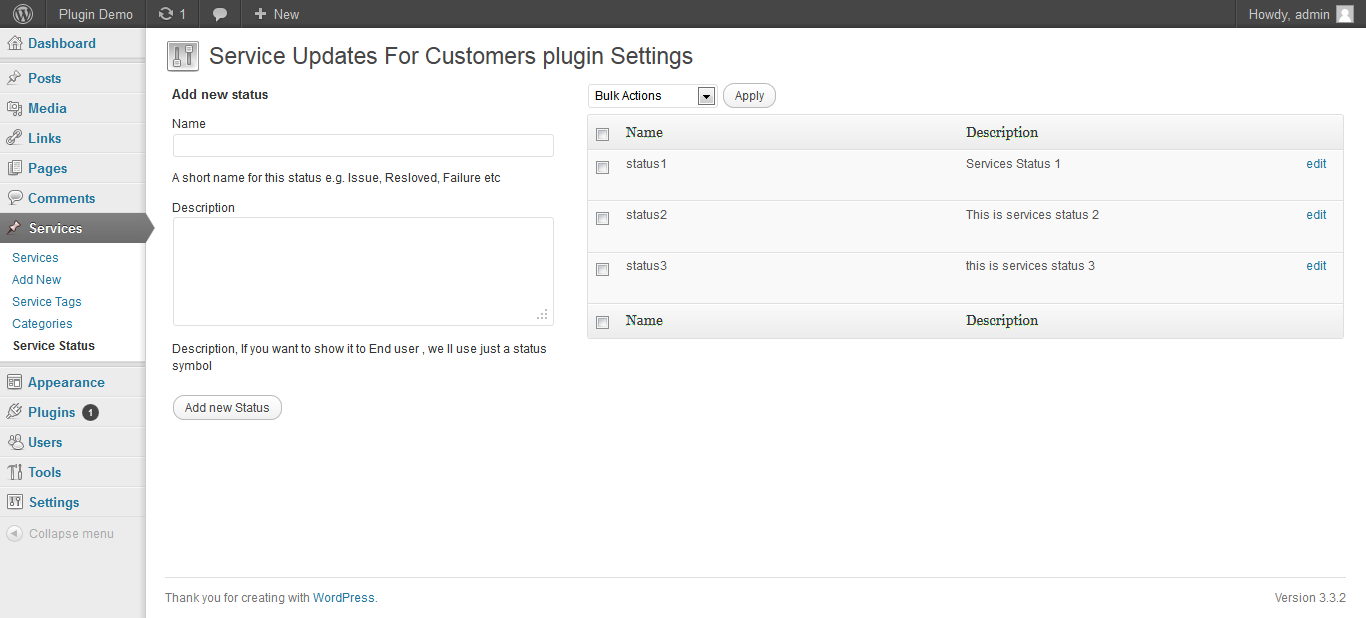 Plugin Demo 1 + New Howdy, admin
Dashboard
Posts
Media
Links
Pages
Comments
Services
Services
Add New
Service Tags
Categories
Service Status
Appearance
Plugins 1
Users
Tools
Settings
Collapse menu
Service Updates For Customers plugin Settings
Add new status
Name
A short name for this status e.g. Issue, Resloved, Failure etc
Description
Description, If you want to show it to End user , we ll use just a status
symbol
Add new Status
Bulk Actions Apply
Name Description
status1 Services Status 1 edit
status2 This is services status 2 edit
status3 this is services status 3 edit
Name Description
Thank you for creating with WordPress. Version 3.3.2